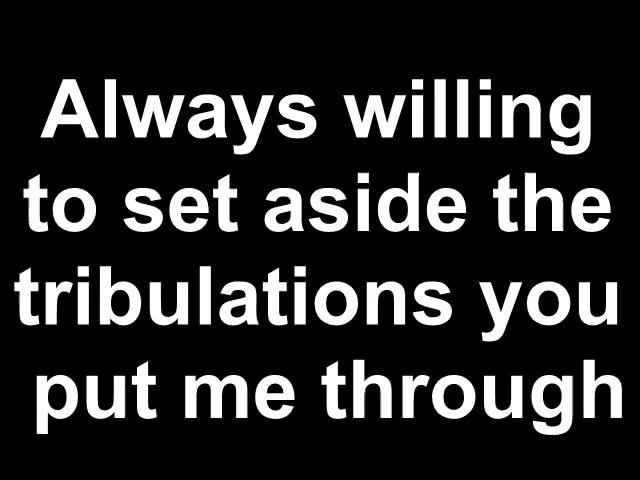 Always willing
to set aside the
tribulations you
put me through